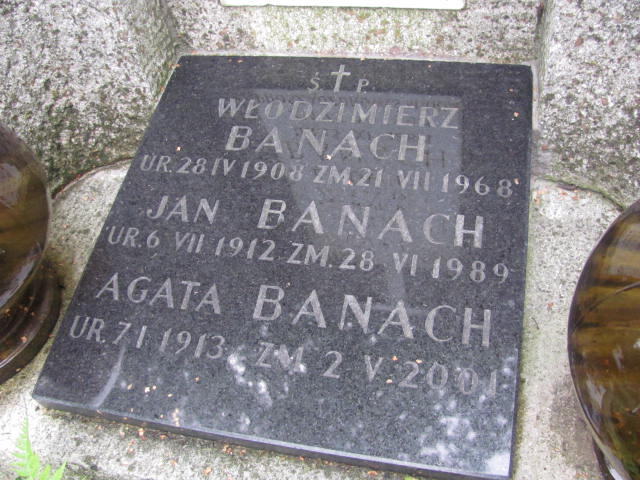 Ś † P
WŁODZIMIERZ
BANACH
UR. 28 IV 1908 ZM. 21 VII 1968
JAN BANACH
UR. 6 VII 1912 ZM. 28 VI 1989
AGATA BANACH
UR. 7 I 1913 ZM 2 V 2001